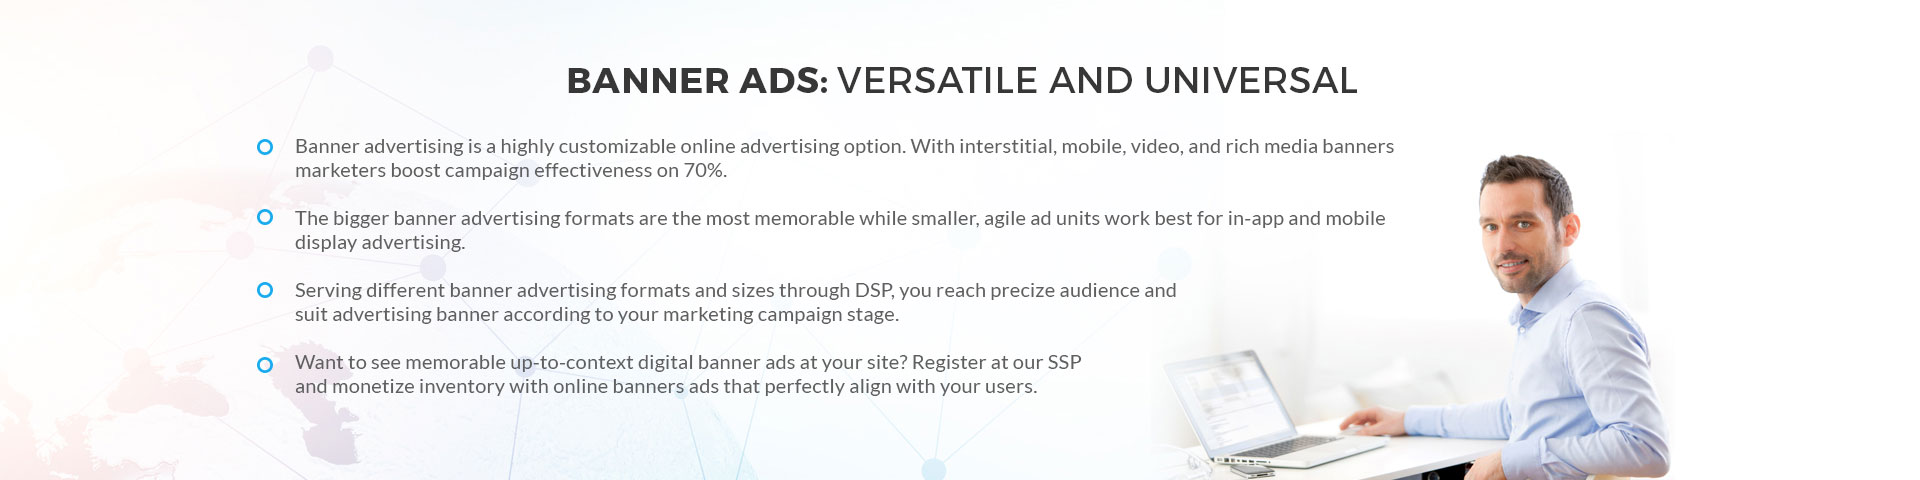 BANNER ADS: VERSATILE AND UNIVERSAL
Banner advertising is a highly customizable online advertising option. With interstitial, mobile, video, and rich media banners
marketers boost campaign effectiveness on 70%.
The bigger banner advertising formats are the most memorable while smaller, agile ad units work best for in-app and mobile
display advertising.
Serving different banner advertising formats and sizes through DSP, you reach precize audience and
suit advertising banner according to your marketing campaign stage.
Want to see memorable up-to-context digital banner ads at your site? Register at our SSP
and monetize inventory with online banners ads that perfectly align with your users.